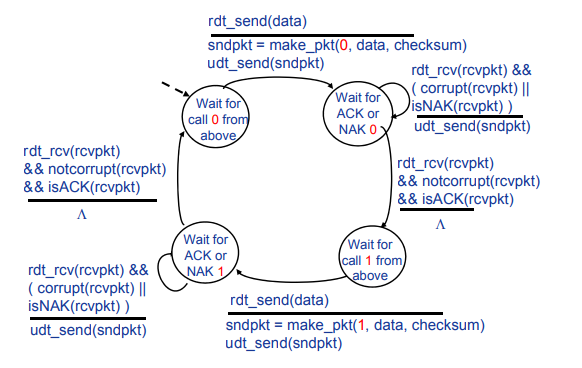 rdt_send(data)
sndpkt = make_pkt(0, data, checksum)
udt_send(sndpkt)
Wait for
call 0 from
above
Wait for
ACK or
NAK 0
rdt_rcv(rcvpkt) &&
( corrupt(rcvpkt) ||
isNAK(rcvpkt) )
udt_send(sndpkt)
rdt_rcv(rcvpkt)
&& notcorrupt(rcvpkt)
&& isACK(rcvpkt)
Λ
rdt_rcv(rcvpkt)
&& notcorrupt(rcvpkt)
&& isACK(rcvpkt)
Λ
Wait for
ACK or
NAK 1
Wait for
call 1 from
above
rdt_rcv(rcvpkt) &&
( corrupt(rcvpkt) ||
isNAK(rcvpkt) )
udt_send(sndpkt)
rdt_send(data)
sndpkt = make_pkt(1, data, checksum)
udt_send(sndpkt)